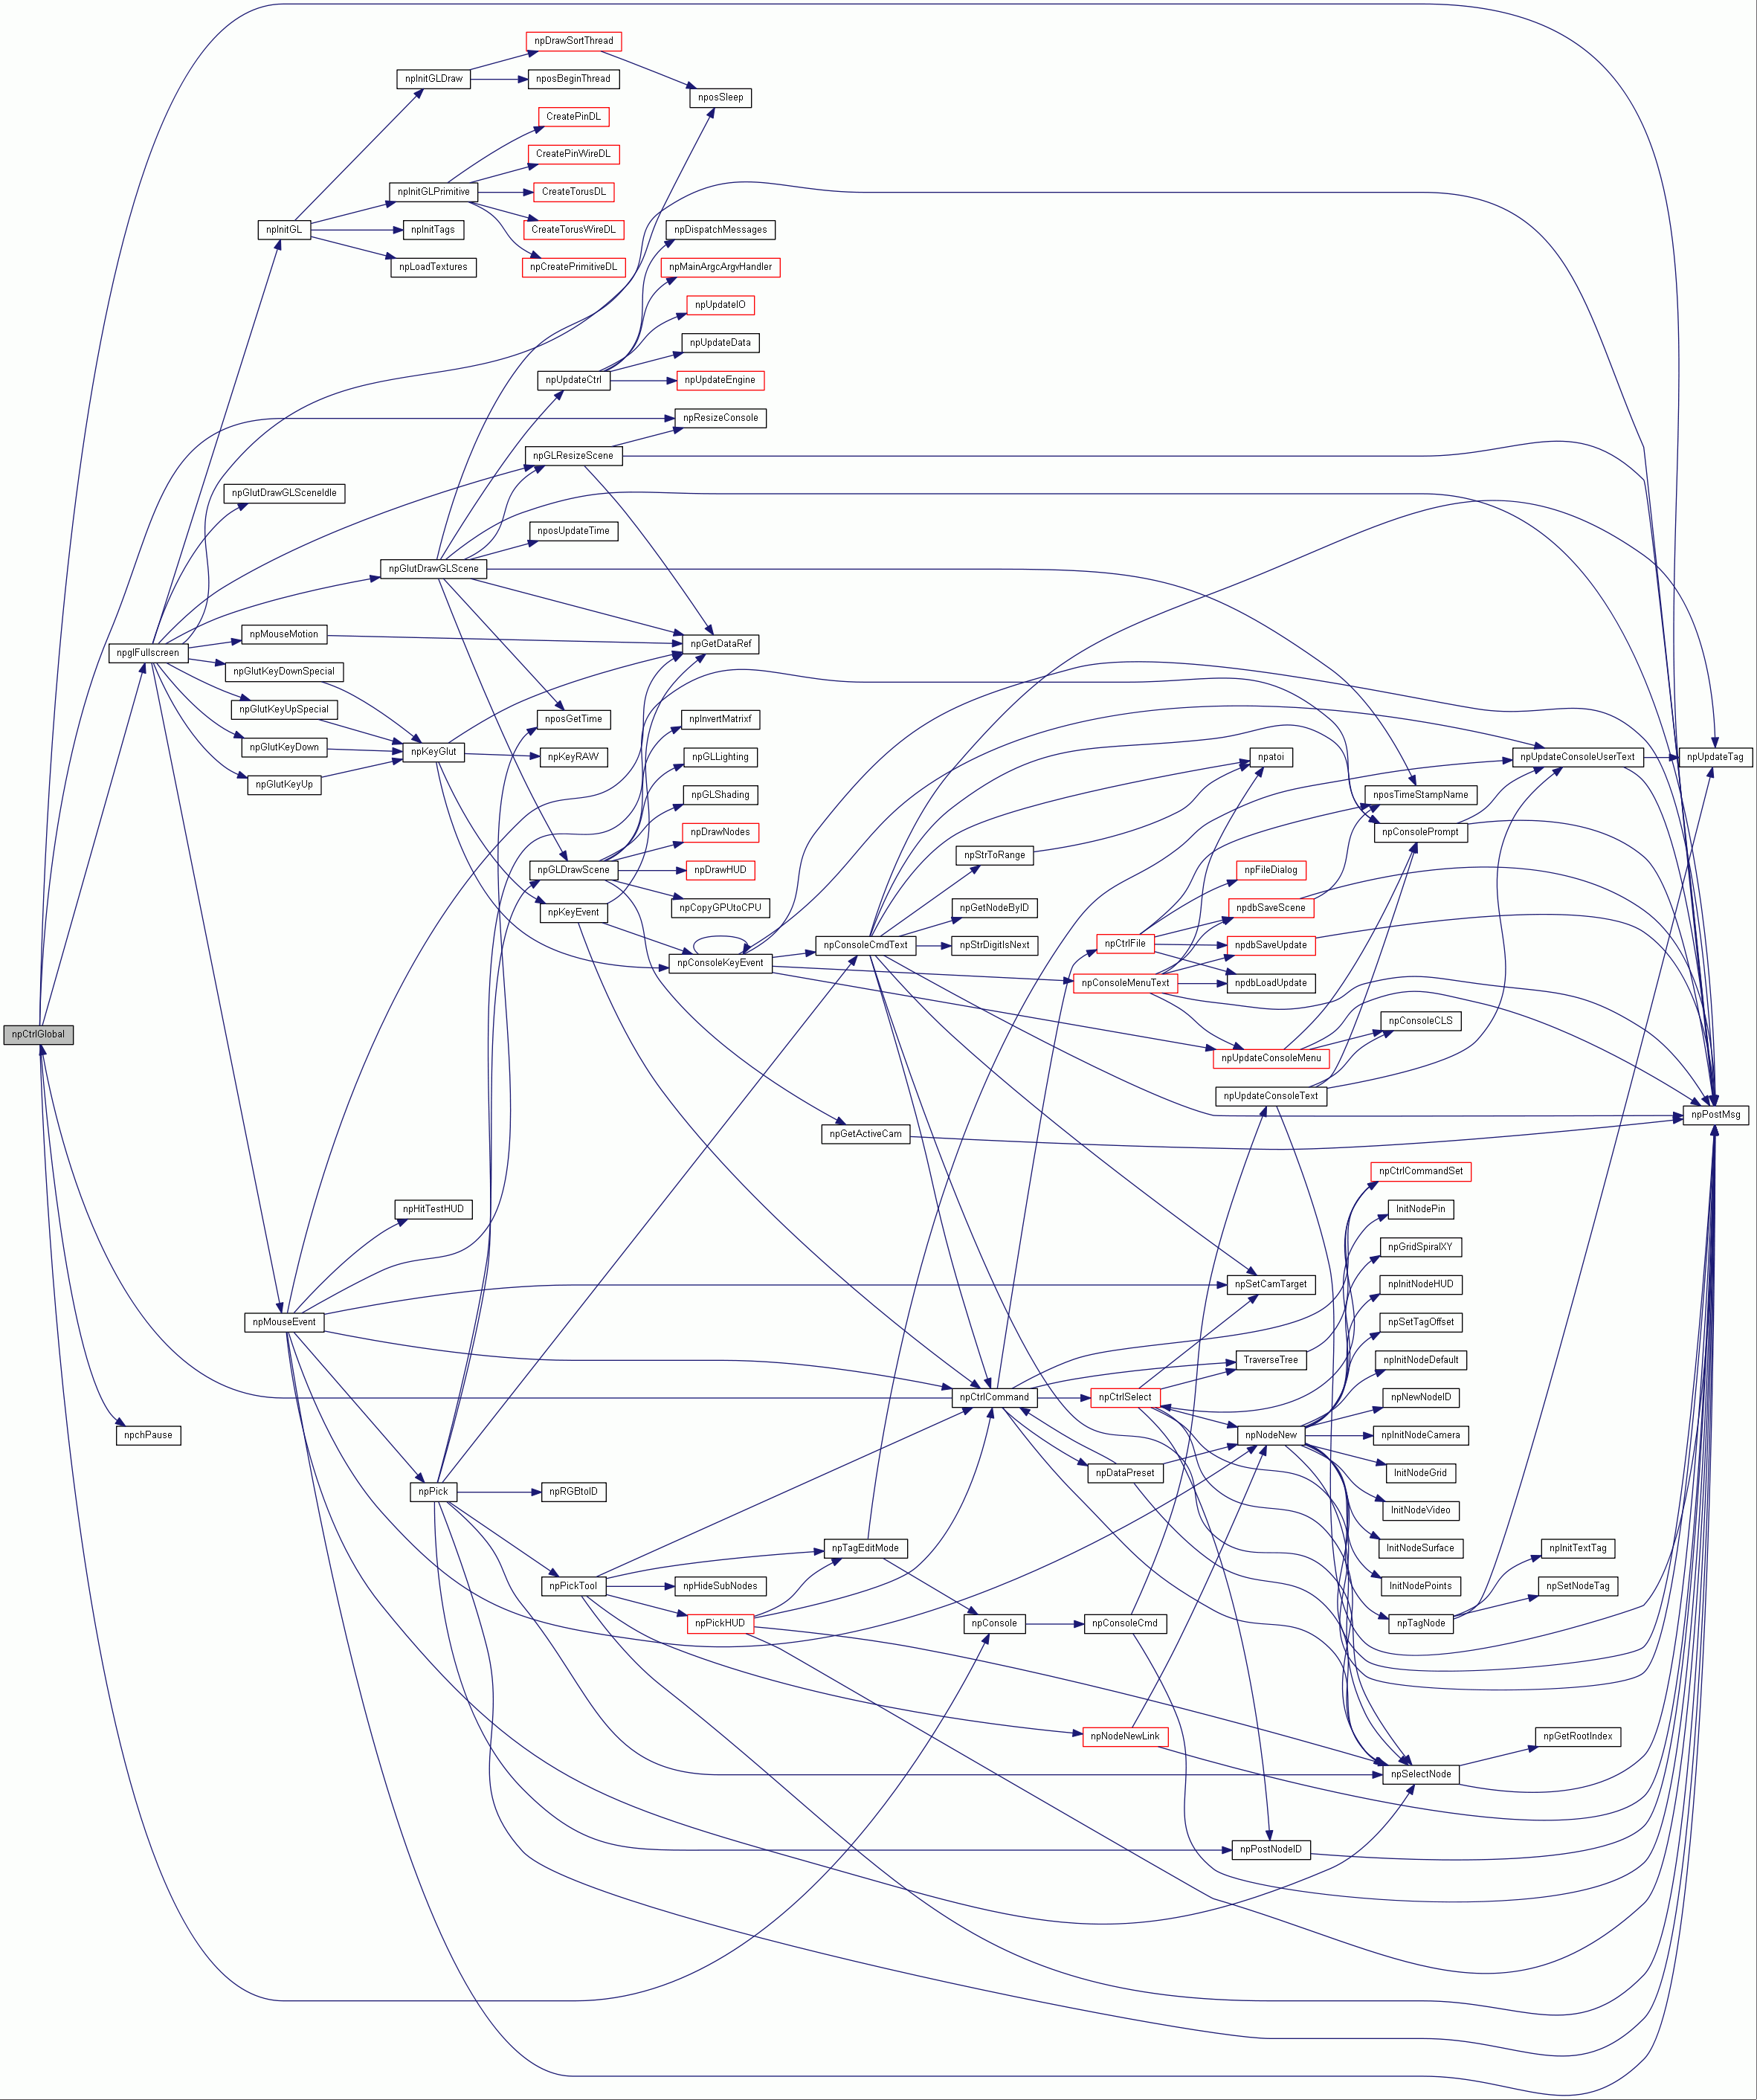 npDrawSortThread
npInitGLDraw
nposBeginThread
nposSleep
CreatePinDL
CreatePinWireDL
npInitGLPrimitive
CreateTorusDL
npInitGL
npInitTags
CreateTorusWireDL
npDispatchMessages
npLoadTextures
npCreatePrimitiveDL
npMainArgcArgvHandler
npUpdateIO
npUpdateData
npUpdateCtrl
npUpdateEngine
npResizeConsole
npGLResizeScene
npGlutDrawGLSceneIdle
nposUpdateTime
npGlutDrawGLScene
npMouseMotion
npGetDataRef
npglFullscreen
npGlutKeyDownSpecial
npGlutKeyUpSpecial
nposGetTime
npInvertMatrixf
npGlutKeyDown
npKeyGlut
npKeyRAW
npGLLighting
npatoi
npUpdateConsoleUserText
npUpdateTag
npGlutKeyUp
npGLShading
nposTimeStampName
npDrawNodes
npConsolePrompt
npStrToRange
npGLDrawScene
npDrawHUD
npFileDialog
npKeyEvent
npCopyGPUtoCPU
npGetNodeByID
npdbSaveScene
npConsoleCmdText
npStrDigitIsNext
npCtrlFile
npdbSaveUpdate
npConsoleKeyEvent
npConsoleMenuText
npdbLoadUpdate
npConsoleCLS
npCtrlGlobal
npUpdateConsoleMenu
npUpdateConsoleText
npPostMsg
npGetActiveCam
npCtrlCommandSet
npHitTestHUD
InitNodePin
npGridSpiralXY
npSetCamTarget
npInitNodeHUD
npMouseEvent
npSetTagOffset
TraverseTree
npInitNodeDefault
npCtrlCommand
npCtrlSelect
npNewNodeID
npchPause
npNodeNew
npInitNodeCamera
npDataPreset
InitNodeGrid
npPick
npRGBtoID
InitNodeVideo
npTagEditMode
InitNodeSurface
npInitTextTag
npPickTool
npHideSubNodes
InitNodePoints
npSetNodeTag
npPickHUD
npConsole
npConsoleCmd
npTagNode
npNodeNewLink
npGetRootIndex
npSelectNode
npPostNodeID